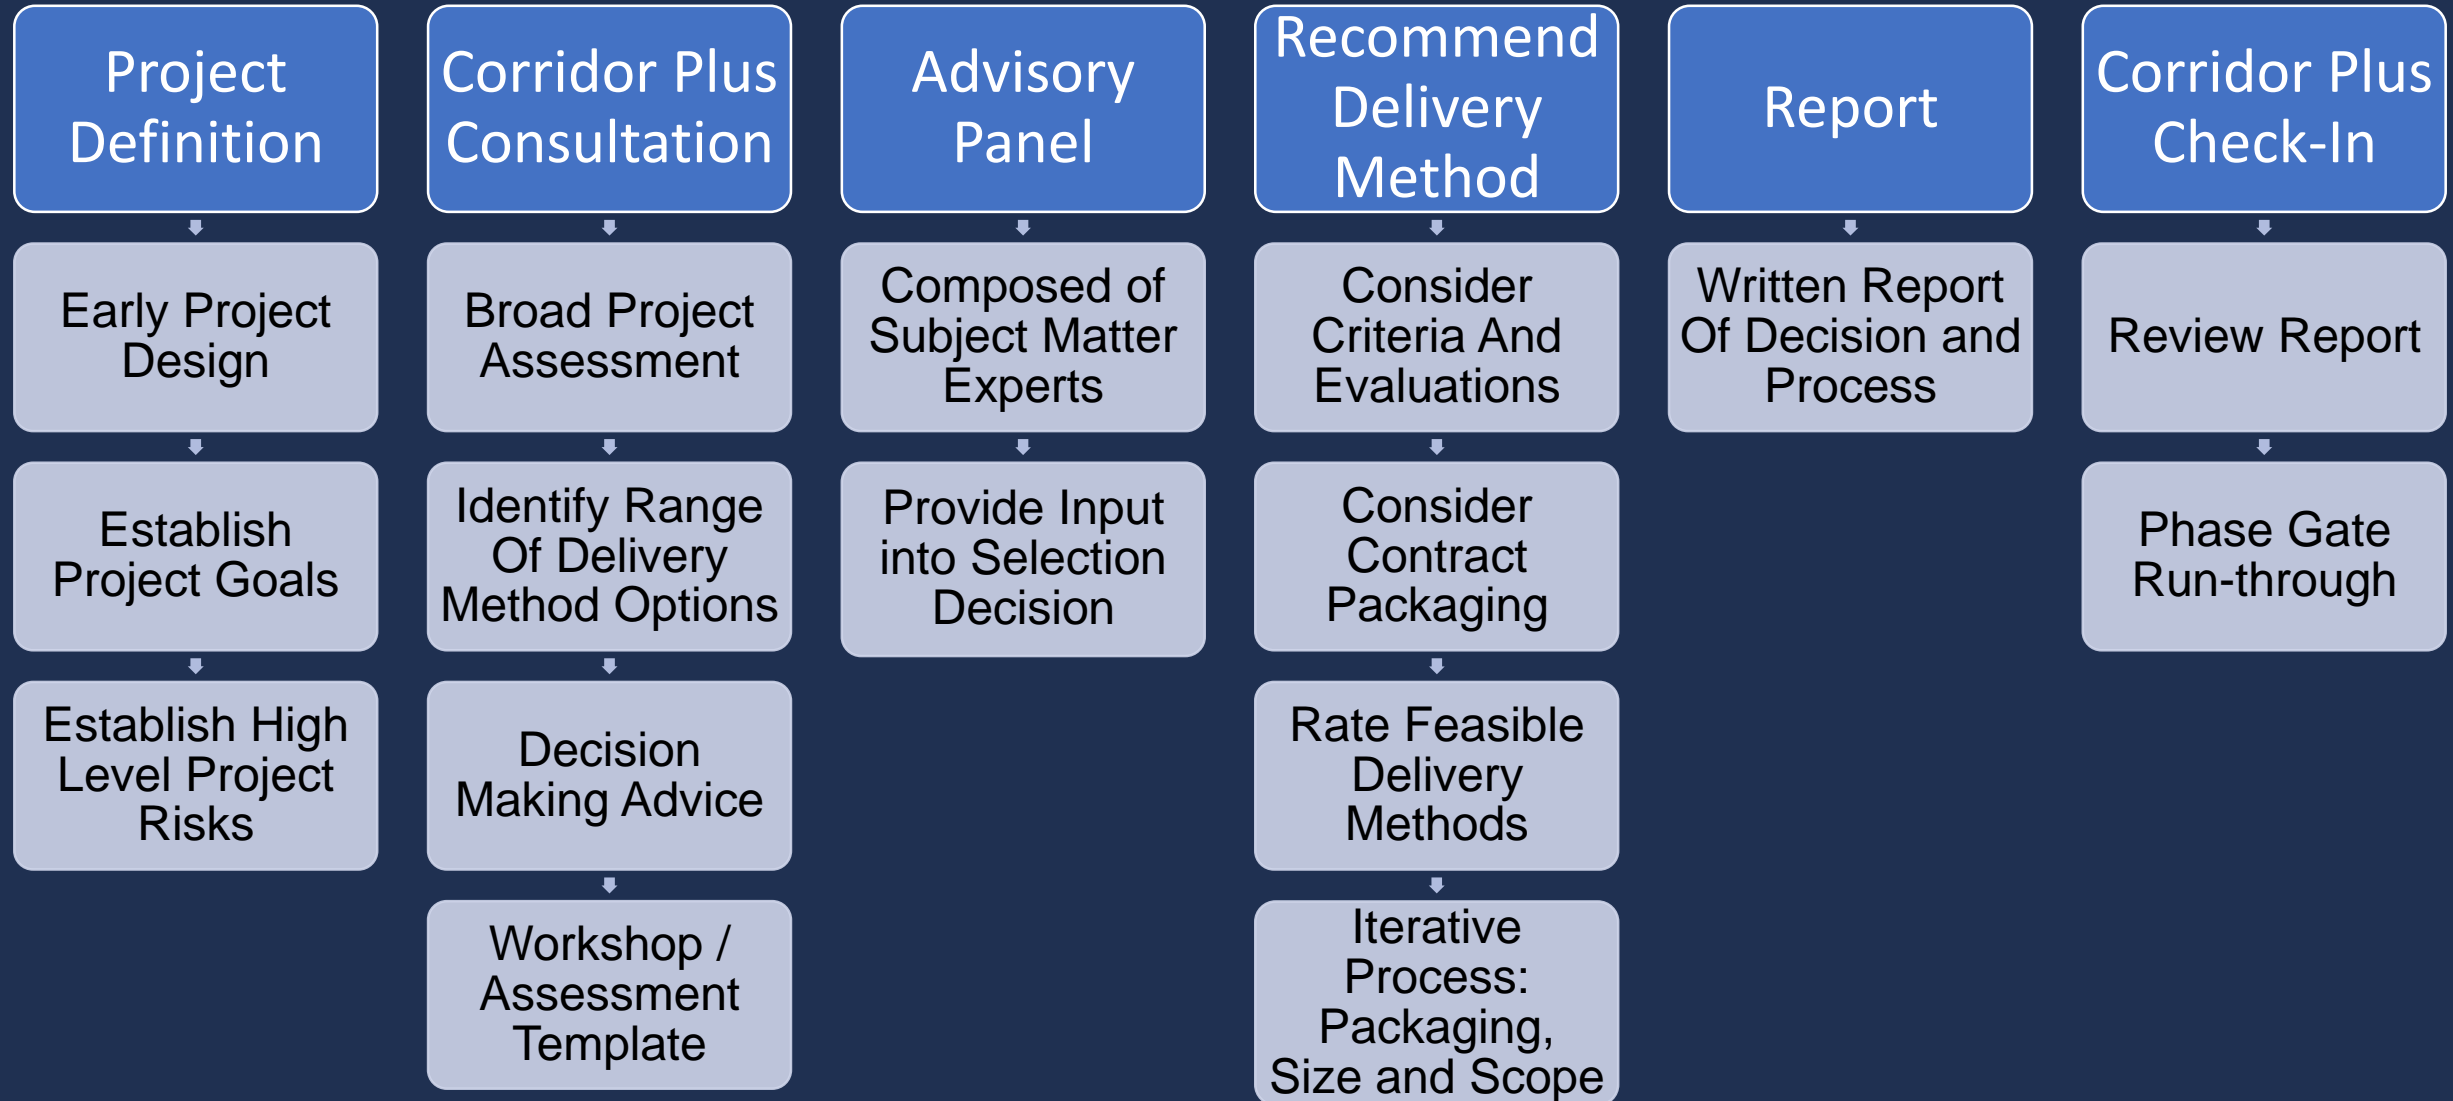 Project
Definition
Early Project
Design
Establish
Project Goals
Establish High
Level Project
Risks
Corridor Plus
Consultation
Broad Project
Assessment
Identify Range
Of Delivery
Method Options
Decision
Making Advice
Workshop /
Assessment
Template
Advisory
Panel
Composed of
Subject Matter
Experts
Provide Input
into Selection
Decision
Recommend
Delivery
Method
Consider
Criteria And
Evaluations
Consider
Contract
Packaging
Rate Feasible
Delivery
Methods
Iterative
Process:
Packaging,
Size and Scope
Report
Written Report
Of Decision and
Process
Corridor Plus
Check-In
Review Report
Phase Gate
Run-through